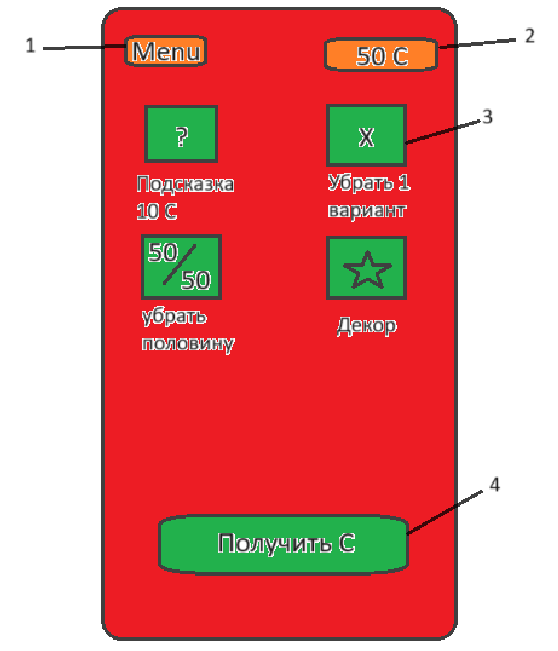 1
Menu
50 C
2
?
X
3
Подсказка
10 С
Убрать 1
вариант
50/50
убрать
половину
Декор
4
Получить С